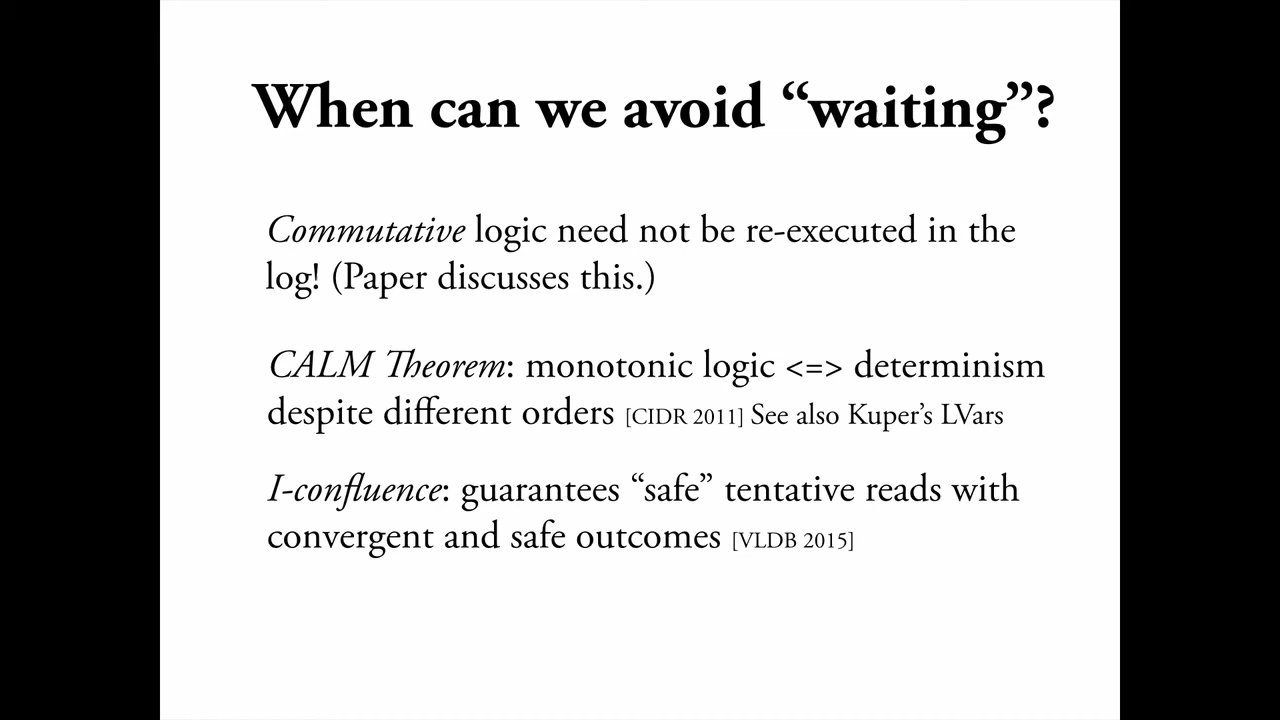 When can we avoid “waiting”?
Commutative logic need not be re-executed in the
log! (Paper discusses this.)
CALM Theorem: monotonic logic <=> determinism
despite different orders [CIDR 2011] See also Kuper’s LVars
I-confluence: guarantees “safe” tentative reads with
convergent and safe outcomes [VLDB 2015]